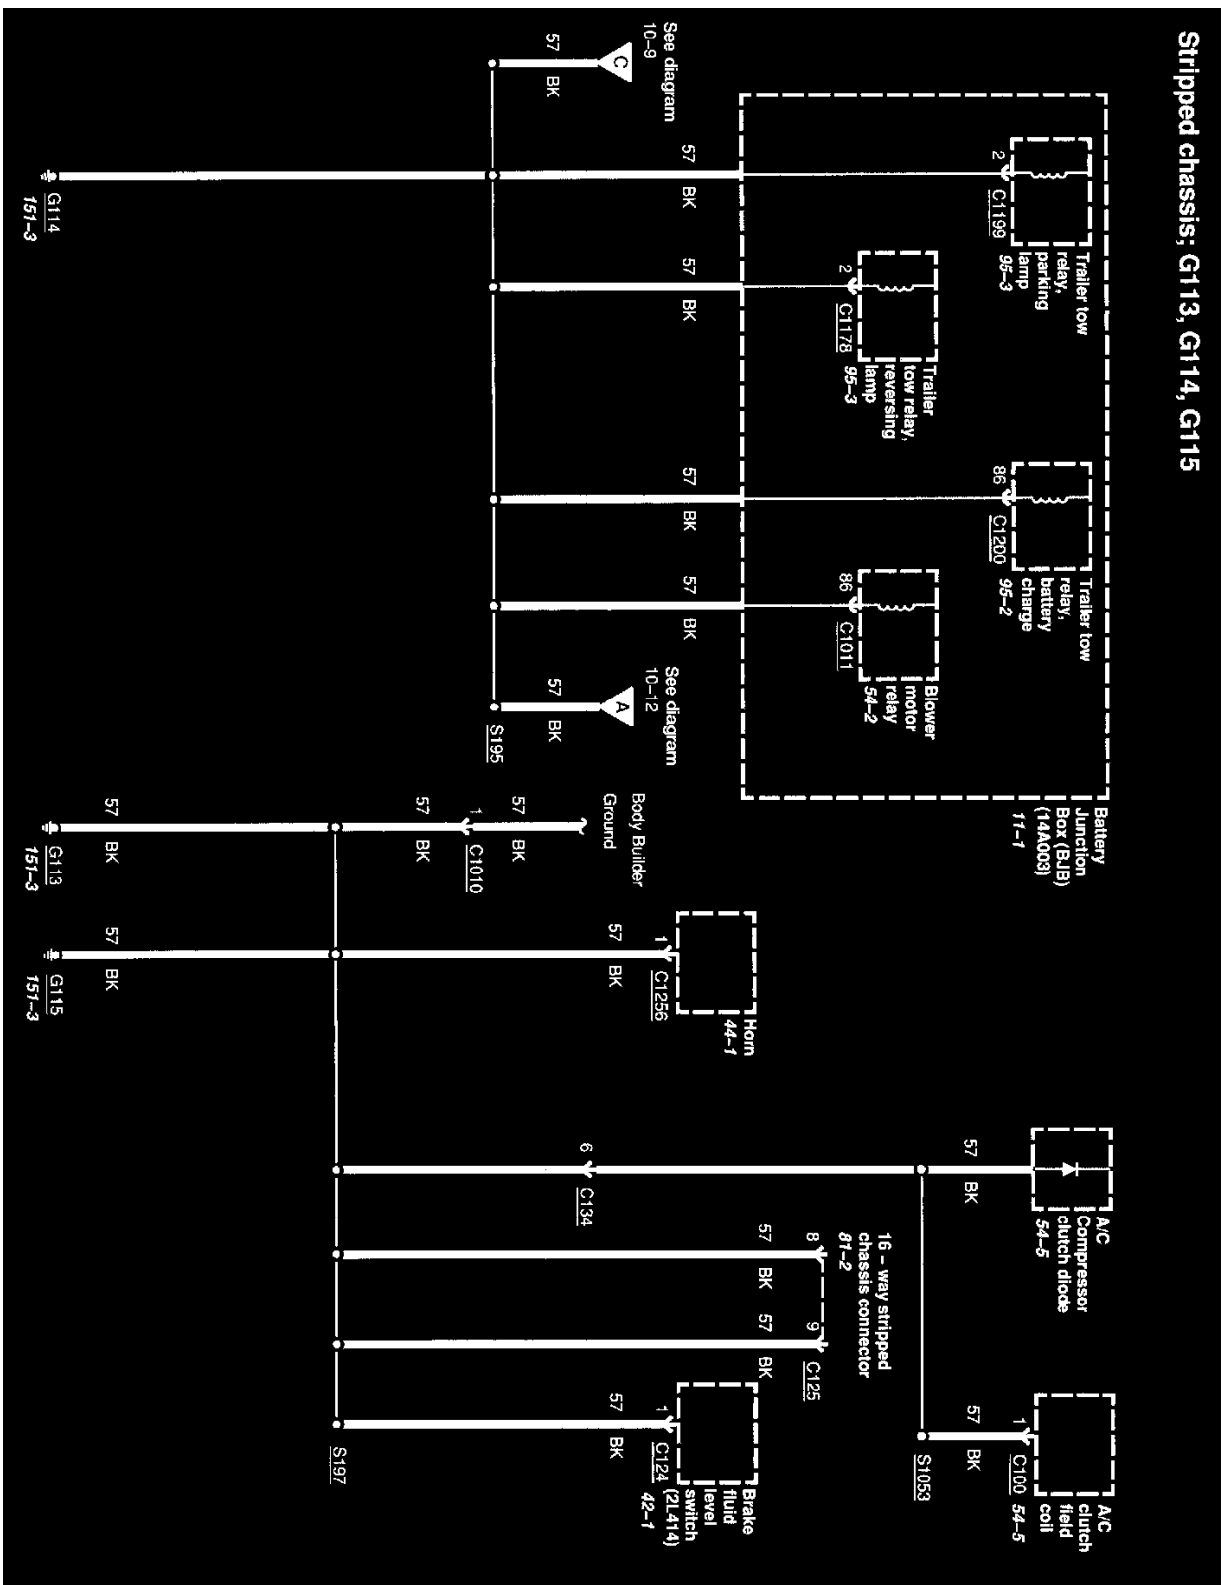 Stripped chassis; G113, G114, G115
Trailer tow
relay,
parking
lamp
95-3
2
C1199
Trailer
tow relay,
reversing
lamp
95-3
2
C1178
Trailer tow
relay,
battery
charge
95-2
86
C1200
Blower
motor
relay
54-2
86
C1011
Battery
Junction
Box (BJB)
(14A003)
11-1
See diagram
10-9
C
57
BK
57
BK
57
BK
57
BK
57
BK
See diagram
10-12
A
57
BK
S195
G114
151-3
Body Builder
Ground
57
BK
1
C1010
57
BK
57
BK
G113
151-3
Horn
44-1
1
C1256
57
BK
57
BK
G115
151-3
A/C
Compressor
clutch diode
54-5
57
BK
6
C134
16 - way stripped
chassis connector
81-2
8
57
BK
9
C125
57
BK
A/C
clutch
field
coil
54-5
1
C100
57
BK
S1053
Brake
fluid
level
switch
(2L414)
42-1
1
C124
57
BK
S197